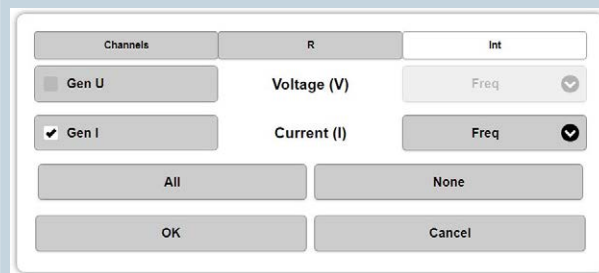 Channels R Int
Gen U Voltage (V) Freq
Gen I Current (I) Freq
All None
OK Cancel